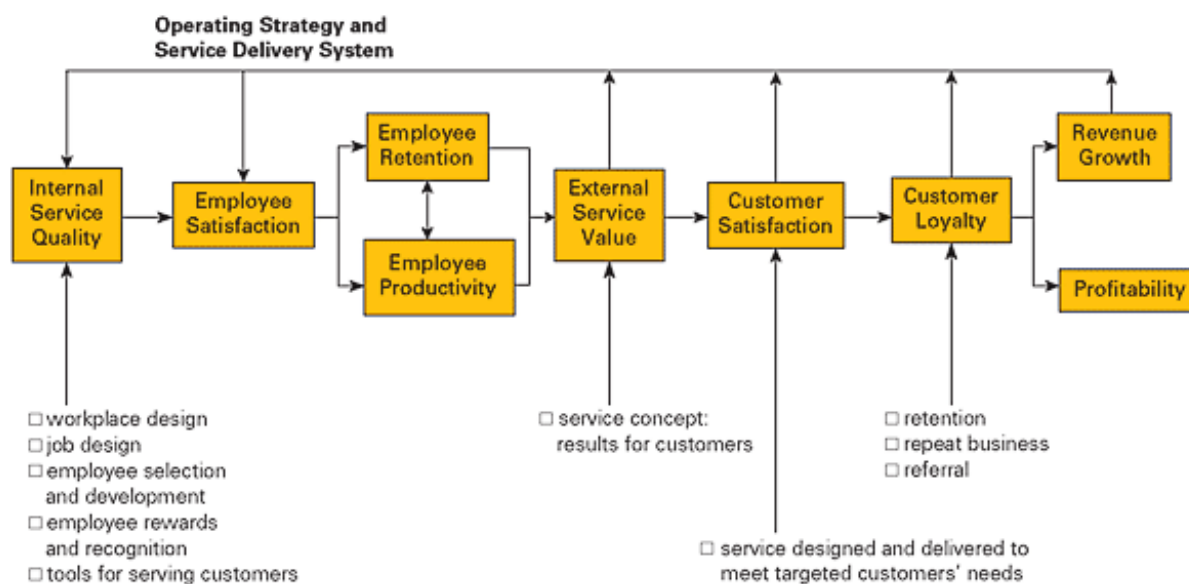 Operating Strategy and
Service Delivery System
Internal
Service
Quality
Employee
Satisfaction
Employee
Retention
Employee
Productivity
External
Service
Value
Customer
Satisfaction
Customer
Loyalty
Revenue
Growth
Profitability
□ workplace design
□ job design
□ employee selection
and development
□ employee rewards
and recognition
□ tools for serving customers
□ service concept:
results for customers
□ service designed and delivered to
meet targeted customers’ needs
□ retention
□ repeat business
□ referral